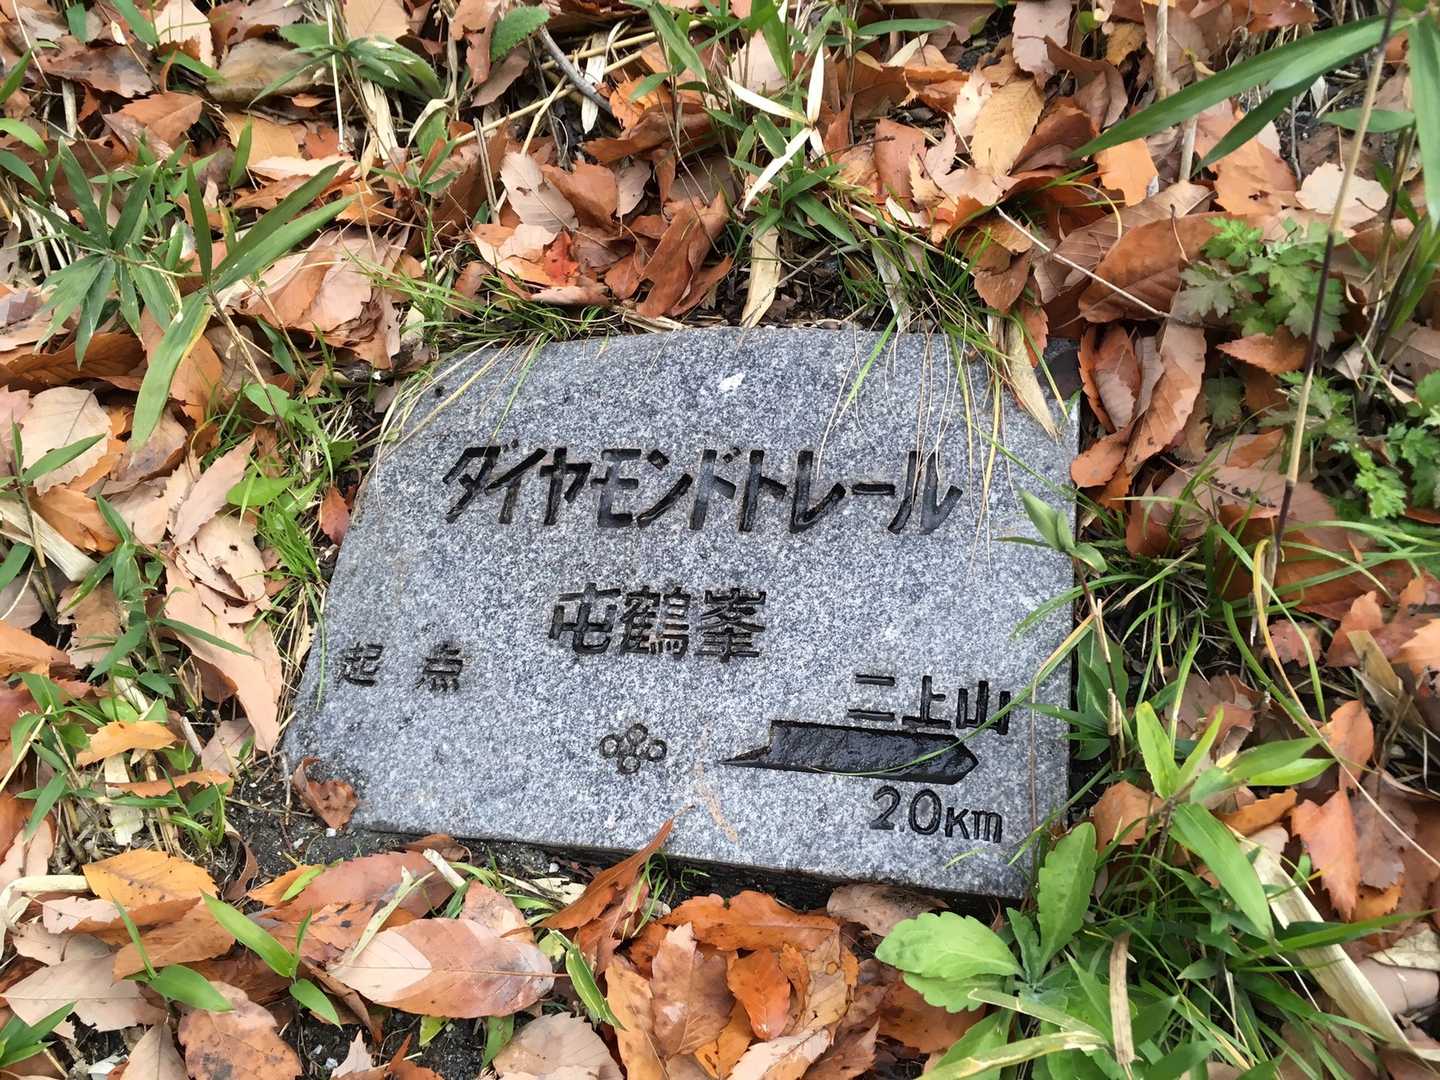 ダイヤモンドトレール
屯鶴峯
起点
二上山
2.0km